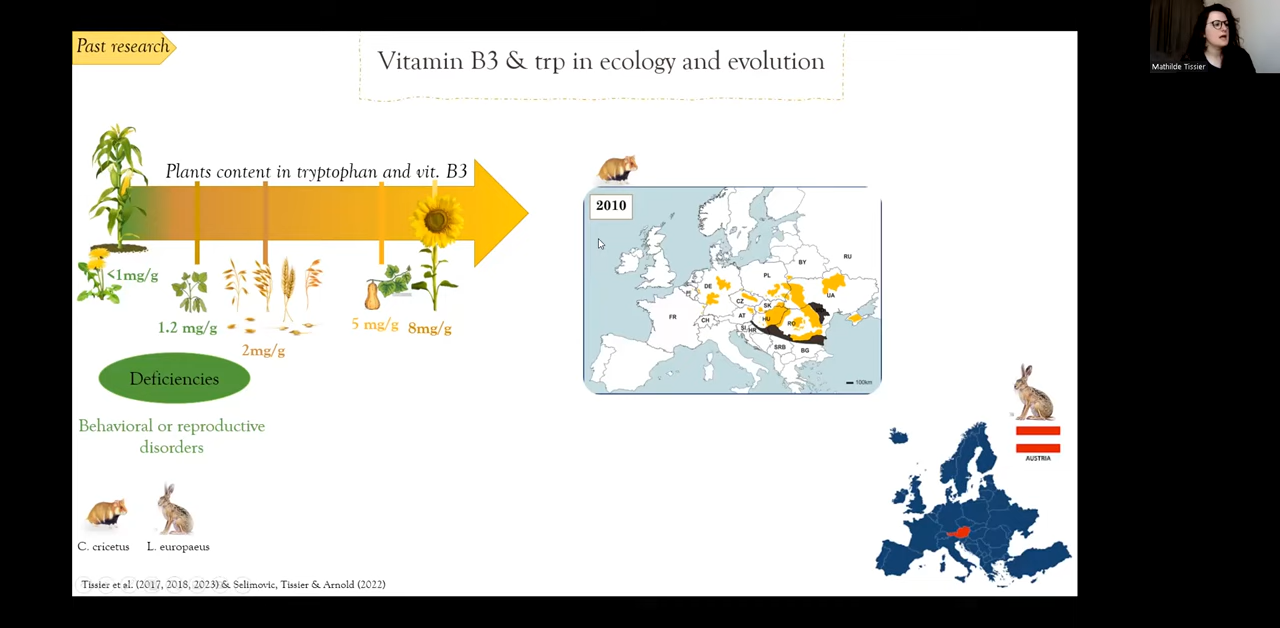 Past research
Vitamin B3 & trp in ecology and evolution
Mathilde Tissier
Plants content in tryptophan and vit. B3
<1mg/g
1.2 mg/g
2mg/g
5 mg/g
8mg/g
Deficiencies
Behavioral or reproductive
disorders
C. cricetus
L. europaeus
Tissier et al. (2017, 2018, 2023) & Selimovic, Tissier & Arnold (2022)
2010
RU
BY
PL
DE
UA
CZ
SK
FR
AT
HU
CH
RO
SRB
BG
100km
AUSTRIA